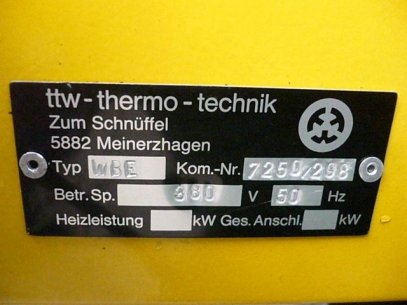 ttw-thermo-technik
Zum Schnüffel
5882 Meinerzhagen
Typ WBE Kom.-Nr. 7250/298
Betr. Sp. 380 V 50 Hz
Heizleistung kW Ges. Anschl. kW